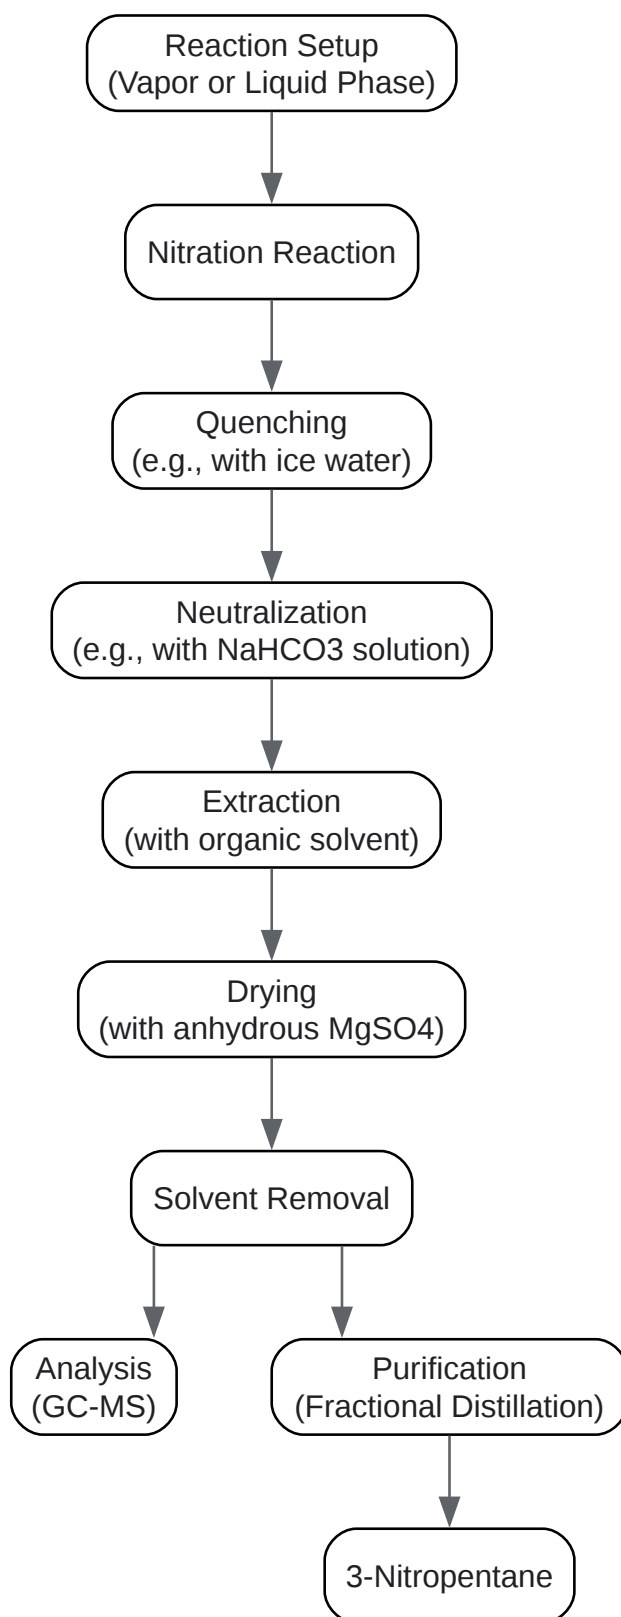 Reaction Setup
(Vapor or Liquid Phase)
Nitration Reaction
Quenching
(e.g., with ice water)
Neutralization
(e.g., with NaHCO3 solution)
Extraction
(with organic solvent)
Drying
(with anhydrous MgSO4)
Solvent Removal
Analysis
(GC-MS)
Purification
(Fractional Distillation)
3-Nitropentane